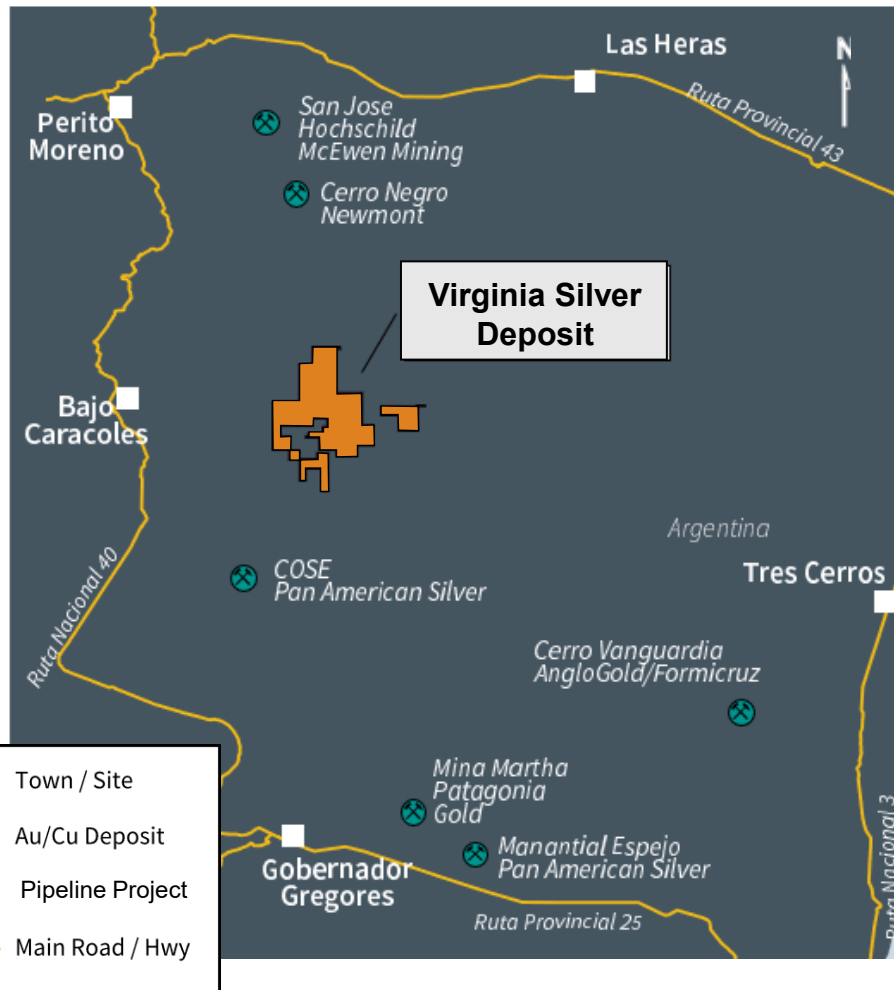 Las Heras
N
Ruta Provincial 43
Perito
Moreno
San Jose
Hochschild
McEwen Mining
Cerro Negro
Newmont
Virginia Silver
Deposit
Bajo
Caracoles
Argentina
Ruta Nacional 40
COSE
Pan American Silver
Tres Cerros
Cerro Vanguardia
AngloGold/Formicruz
Mina Martha
Patagonia
Gold
Manantial Espejo
Pan American Silver
Gobernador
Gregores
Ruta Provincial 25
Ruta Nacional 3
Town / Site
Au/Cu Deposit
Pipeline Project
Main Road / Hwy